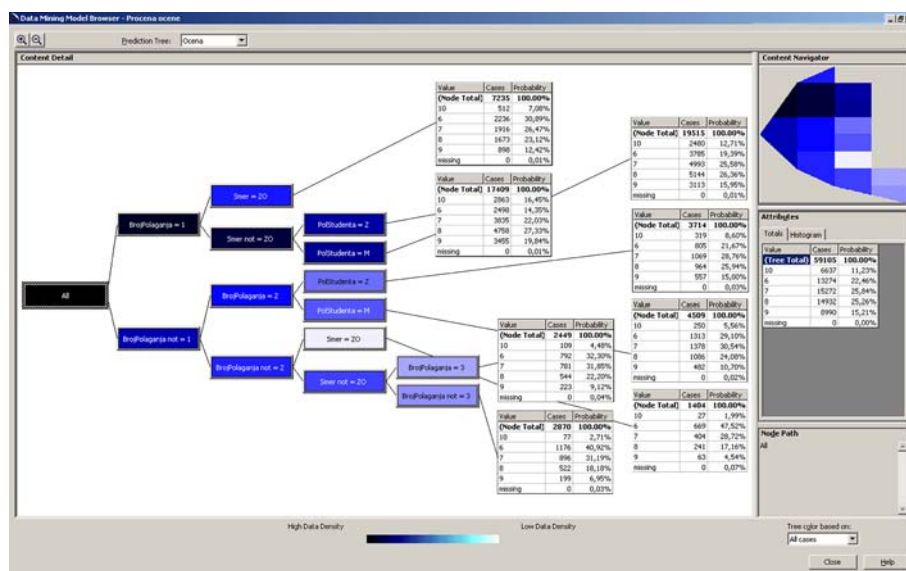 Data Mining Model Browser - Procena ocene
Prediction Tree: Ocena
Content Detail
All
BrojPolaganja = 1
BrojPolaganja not = 1
Smer = ZO
Smer not = ZO
BrojPolaganja = 2
BrojPolaganja not = 2
PolStudenta = Z
PolStudenta = M
PolStudenta = Z
PolStudenta = M
Smer = ZO
Smer not = ZO
BrojPolaganja = 3
BrojPolaganja not = 3
Value Cases Probability
(Node Total) 7235 100.00%
10 512 7,08%
6 2236 30,89%
7 1916 26,47%
8 1673 23,12%
9 898 12,42%
missing 0 0,01%
Value Cases Probability
(Node Total) 17409 100.00%
10 2863 16,45%
6 2498 14,35%
7 3835 22,03%
8 4758 27,33%
9 3455 19,84%
missing 0 0,01%
Value Cases Probability
(Node Total) 19515 100.00%
10 2480 12,71%
6 3785 19,39%
7 4993 25,58%
8 5144 26,36%
9 3113 15,95%
missing 0 0,01%
Value Cases Probability
(Node Total) 3714 100.00%
10 319 8,60%
6 805 21,67%
7 1069 28,76%
8 964 25,94%
9 557 15,00%
missing 0 0,03%
Value Cases Probability
(Node Total) 2449 100.00%
10 109 4,48%
6 792 32,30%
7 781 31,85%
8 544 22,20%
9 223 9,12%
missing 0 0,04%
Value Cases Probability
(Node Total) 4509 100.00%
10 250 5,56%
6 1313 29,10%
7 1378 30,54%
8 1086 24,08%
9 482 10,70%
missing 0 0,02%
Value Cases Probability
(Node Total) 2870 100.00%
10 77 2,71%
6 1176 40,92%
7 896 31,19%
8 522 18,18%
9 199 6,95%
missing 0 0,03%
Value Cases Probability
(Node Total) 1404 100.00%
10 27 1,99%
6 669 47,52%
7 404 28,72%
8 241 17,16%
9 63 4,54%
missing 0 0,07%
High Data Density
Low Data Density
Content Navigator
Attributes
Totals Histogram
Value Cases Probability
(Tree Total) 59105 100.00%
10 6637 11,23%
6 13274 22,46%
7 15272 25,84%
8 14932 25,26%
9 8990 15,21%
missing 0 0,00%
Node Path
All
Tree color based on:
All cases
Close Help